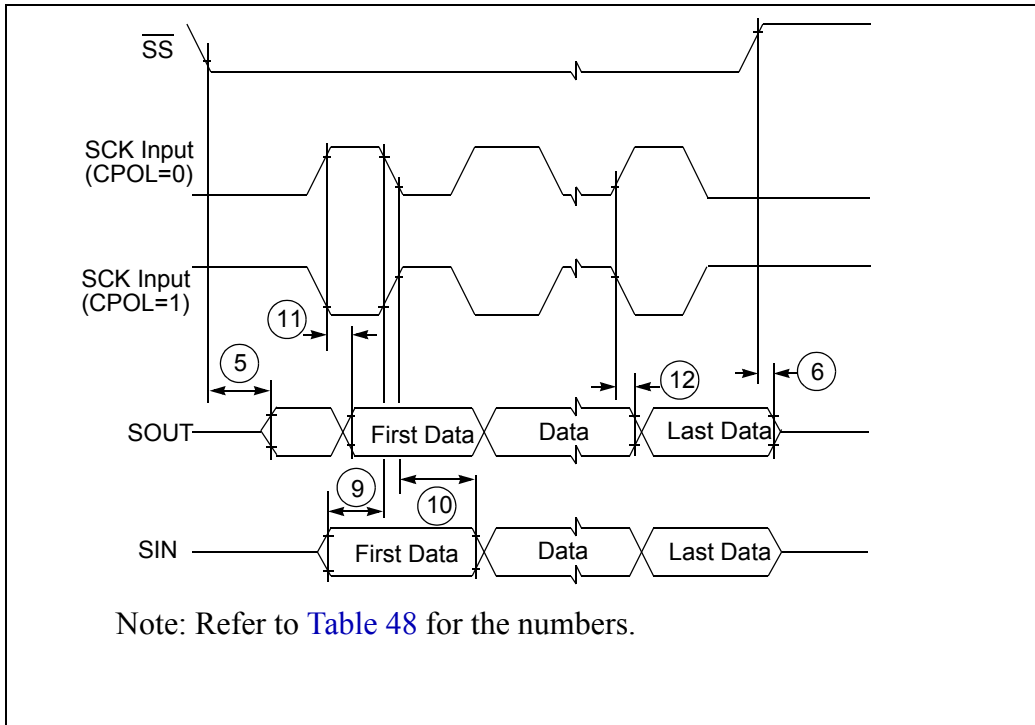 SS
SCK Input
(CPOL=0)
SCK Input
(CPOL=1)
11
5
12
6
SOUT
First Data
Data
Last Data
9
10
SIN
First Data
Data
Last Data
Note: Refer to Table 48 for the numbers.